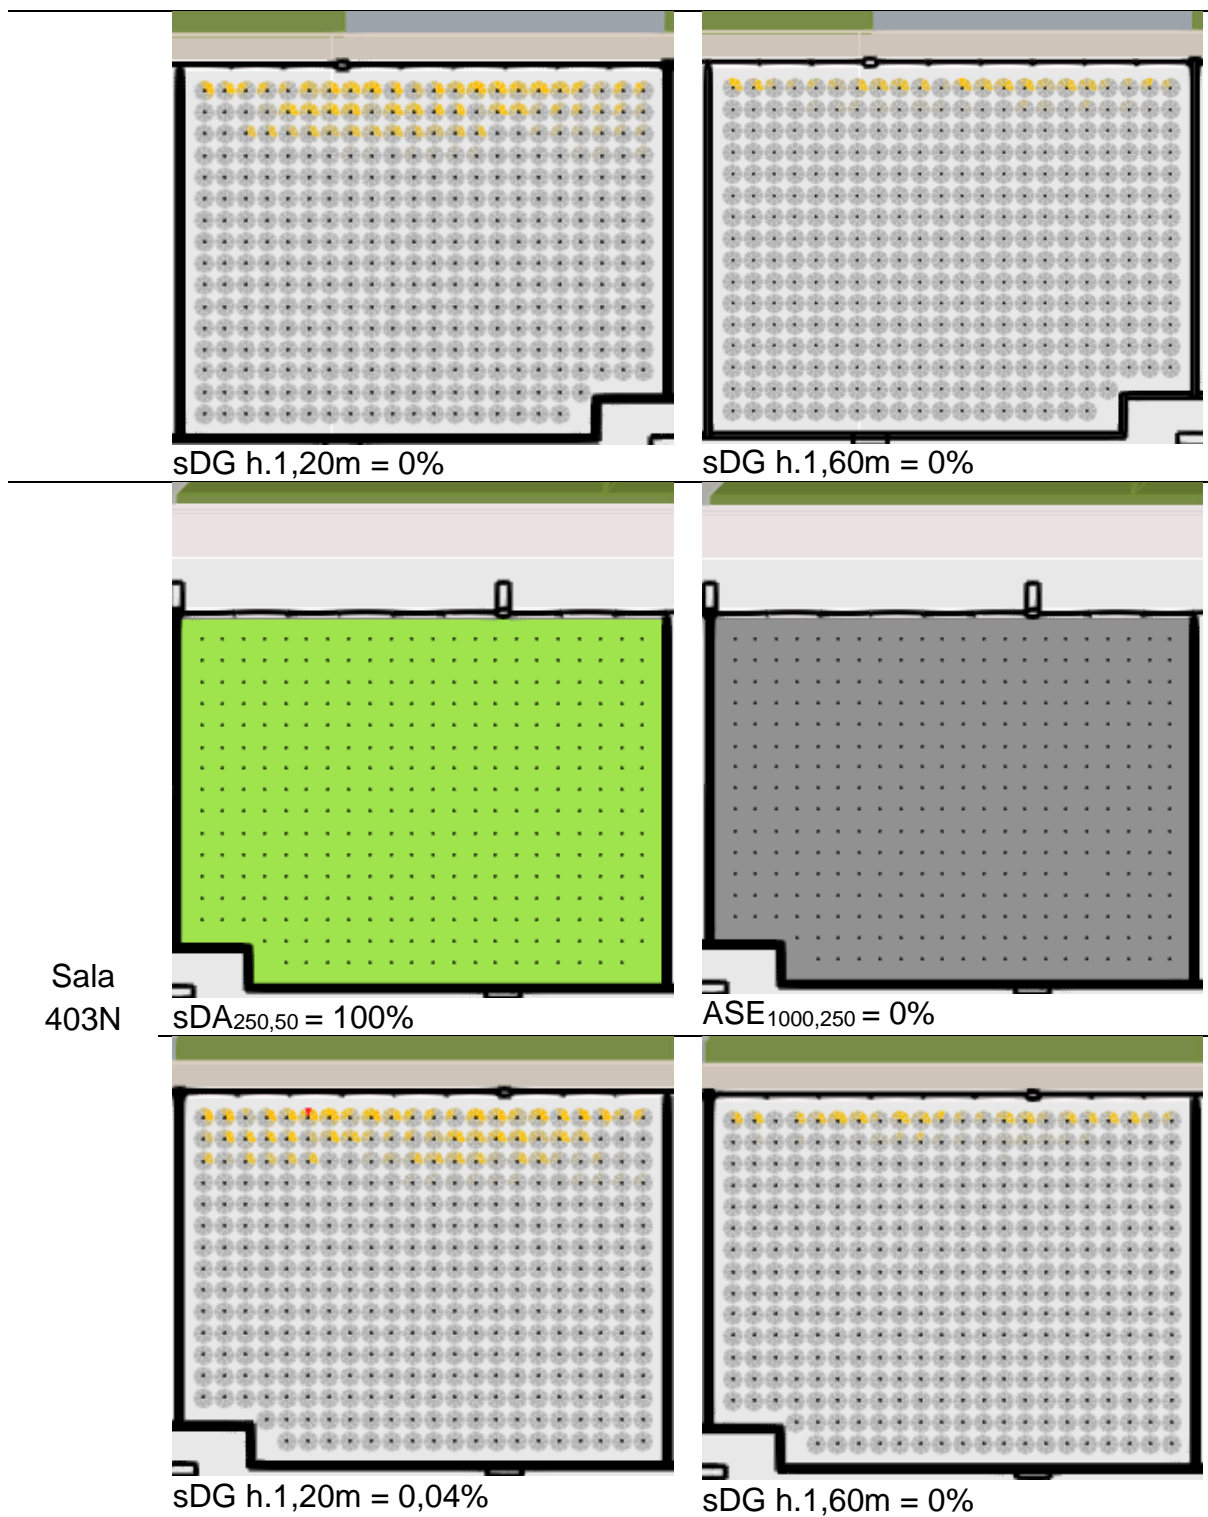 sDG h.1,20m = 0%
sDG h.1,60m = 0%
Sala
403N
sDA250,50 = 100%
ASE1000,250 = 0%
sDG h.1,20m = 0,04%
sDG h.1,60m = 0%